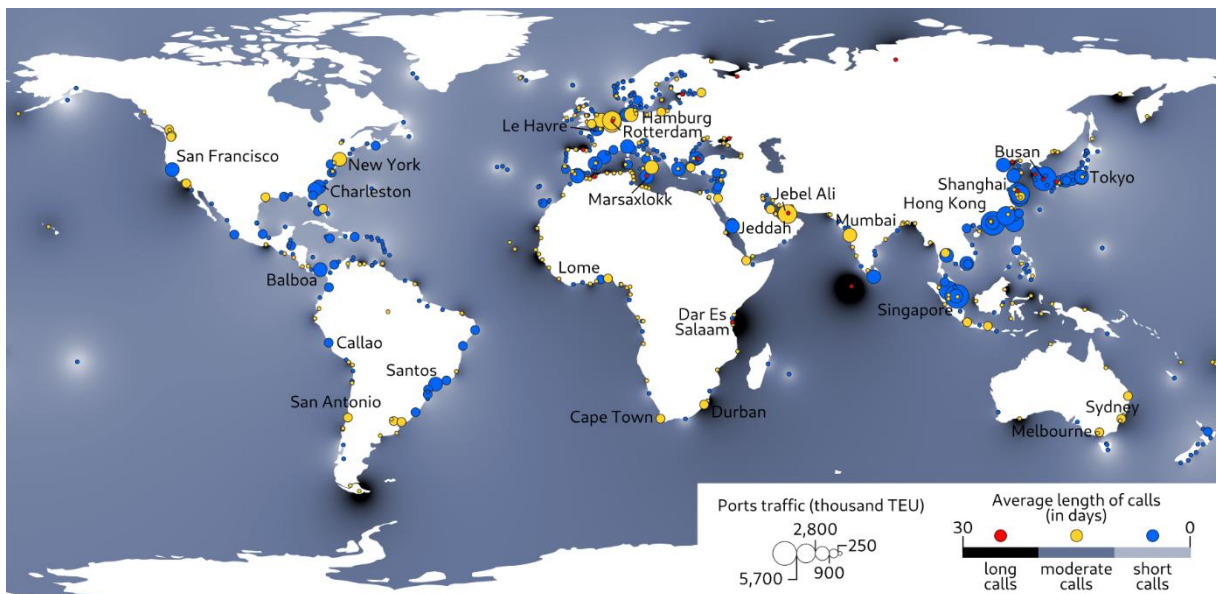 Hamburg
Le Havre
Rotterdam
San Francisco
New York
Busan
Charleston
Shanghai
Tokyo
Marsaxlokk
Jebel Ali
Hong Kong
Jeddah
Mumbai
Balboa
Lome
Singapore
Dar Es
Salaam
Callao
Santos
San Antonio
Cape Town
Durban
Sydney
Melbourne
Ports traffic (thousand TEU)
2,800
250
5,700
900
Average length of calls
(in days)
30
0
long
calls
moderate
calls
short
calls